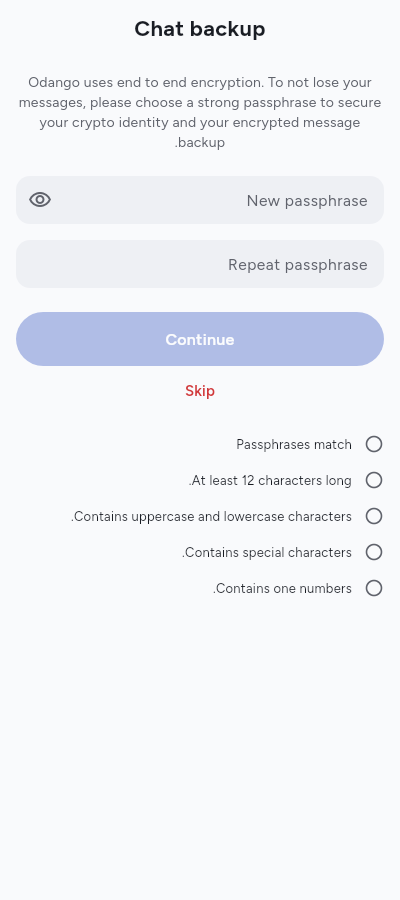 Chat backup
Odango uses end to end encryption. To not lose your
messages, please choose a strong passphrase to secure
your crypto identity and your encrypted message
.backup
New passphrase
Repeat passphrase
Continue
Skip
Passphrases match
.At least 12 characters long
.Contains uppercase and lowercase characters
.Contains special characters
.Contains one numbers